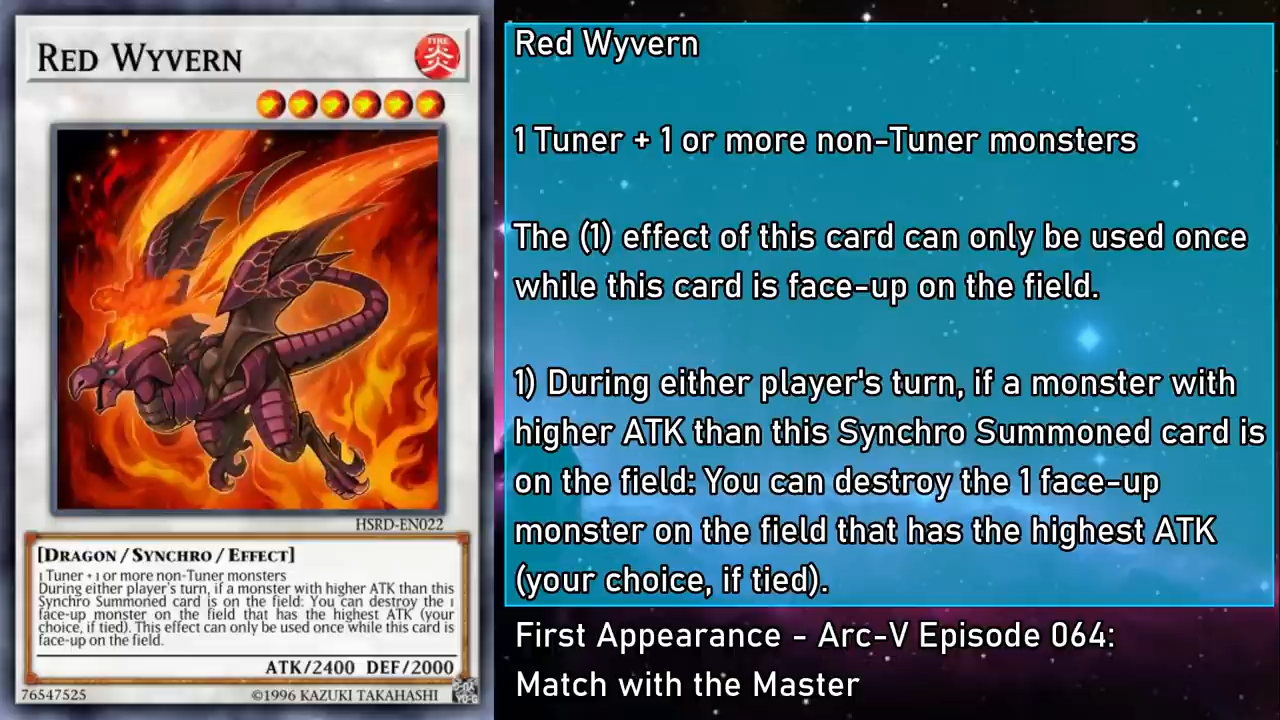 RED WYVERN
FIRE
炎
HSRD-EN022
[DRAGON / SYNCHRO / EFFECT]
1 Tuner + 1 or more non-Tuner monsters
During either player's turn, if a monster with higher ATK than this
Synchro Summoned card is on the field: You can destroy the 1
face-up monster on the field that has the highest ATK (your
choice, if tied). This effect can only be used once while this card is
face-up on the field.
ATK/2400 DEF/2000
76547525
©1996 KAZUKI TAKAHASHI
Red Wyvern
1 Tuner + 1 or more non-Tuner monsters
The (1) effect of this card can only be used once
while this card is face-up on the field.
1) During either player's turn, if a monster with
higher ATK than this Synchro Summoned card is
on the field: You can destroy the 1 face-up
monster on the field that has the highest ATK
(your choice, if tied).
First Appearance - Arc-V Episode 064:
Match with the Master